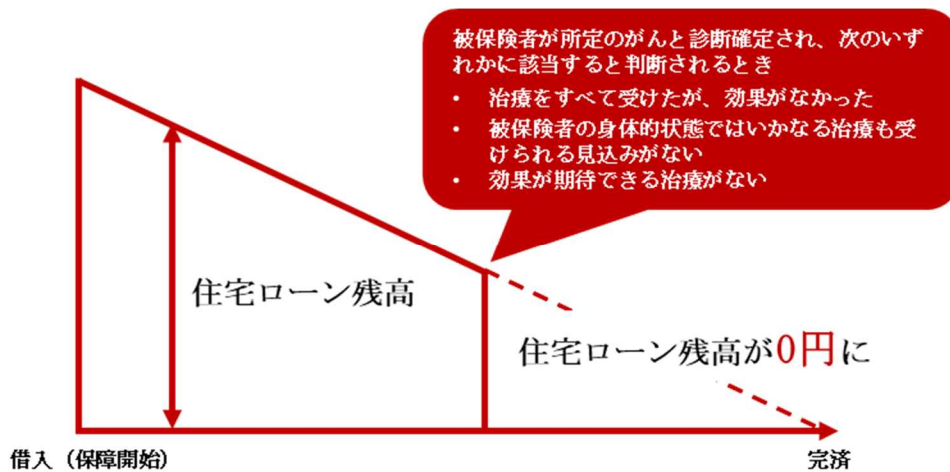 被保険者が所定のがんと診断確定され、次のいず
れかに該当すると判断されるとき
• 治療をすべて受けたが、効果がなかった
• 被保険者の身体的状態ではいかなる治療も受
けられる見込みがない
• 効果が期待できる治療がない
住宅ローン残高
住宅ローン残高が0円に
借入（保障開始）
完済